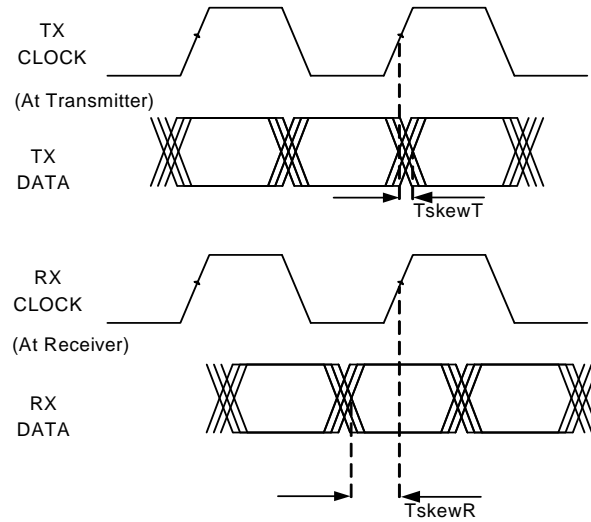 TX
CLOCK
(At Transmitter)
TX
DATA
TskewT
RX
CLOCK
(At Receiver)
RX
DATA
TskewR